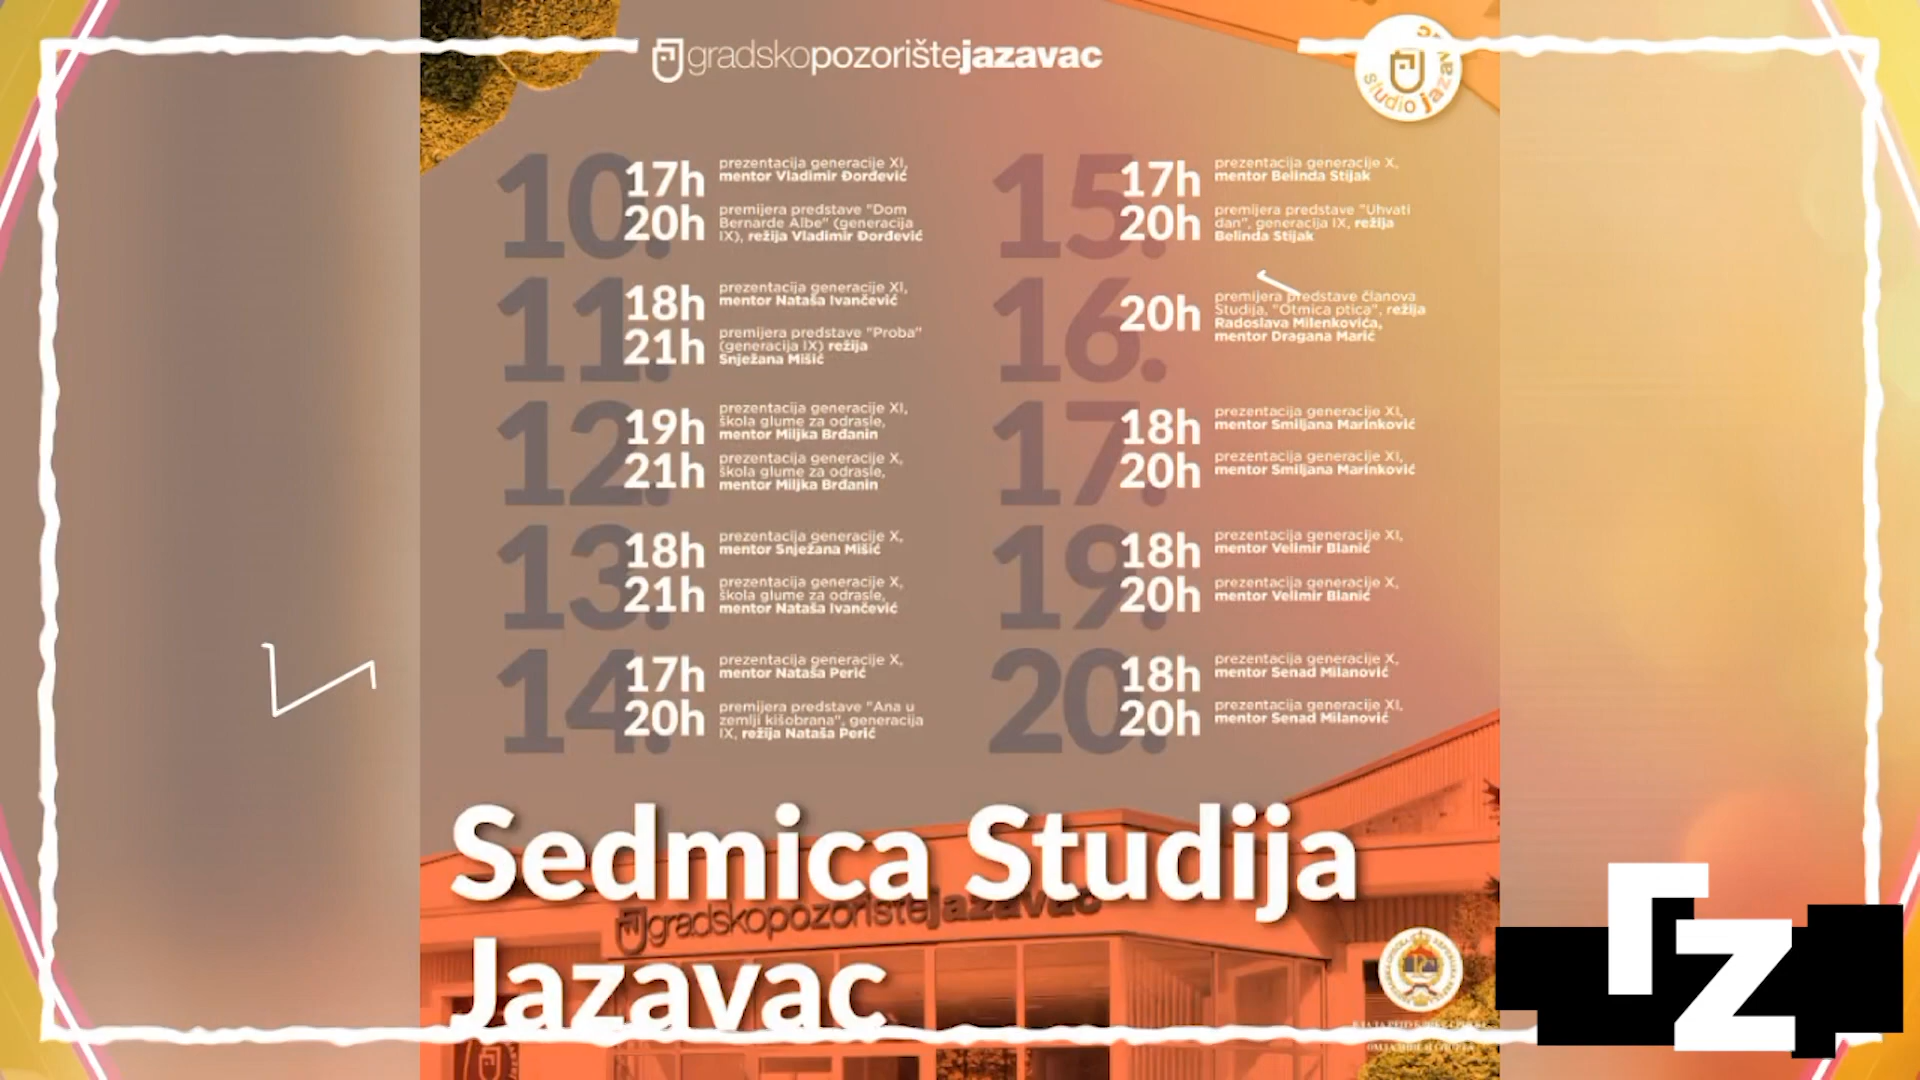 gradskopozorištejazavac
studio jazavac
10.
17h
prezentacija generacije XI,
mentor Vladimir Đorđević
20h
premijera predstave "Dom
Bernarde Albe" (generacija
IX), režija Vladimir Đorđević
11.
18h
prezentacija generacije XI,
mentor Nataša Ivančević
21h
premijera predstave "Proba"
(generacija IX) režija
Snježana Mišić
12.
19h
prezentacija generacije XI,
škola glume za odrasle,
mentor Miljka Brđanin
21h
prezentacija generacije X,
škola glume za odrasle,
mentor Miljka Brđanin
13.
18h
prezentacija generacije X,
mentor Snježana Mišić
21h
prezentacija generacije X,
škola glume za odrasle,
mentor Nataša Ivančević
14.
17h
prezentacija generacije X,
mentor Nataša Perić
20h
premijera predstave "Ana u
zemlji kišobrana", generacija
IX, režija Nataša Perić
15.
17h
prezentacija generacije X,
mentor Belinda Stijak
20h
premijera predstave "Uhvati
dan", generacija IX, režija
Belinda Stijak
16.
20h
premijera predstave članova
Studija, "Otmica ptica", režija
Radoslava Milenkovića,
mentor Dragana Marić
17.
18h
prezentacija generacije XI,
mentor Smiljana Marinković
20h
prezentacija generacije XI,
mentor Smiljana Marinković
19.
18h
prezentacija generacije XI,
mentor Velimir Blanić
20h
prezentacija generacije X,
mentor Velimir Blanić
20.
18h
prezentacija generacije X,
mentor Senad Milanović
20h
prezentacija generacije XI,
mentor Senad Milanović
Sedmica Studija
gradskopozorištejazavac
Jazavac